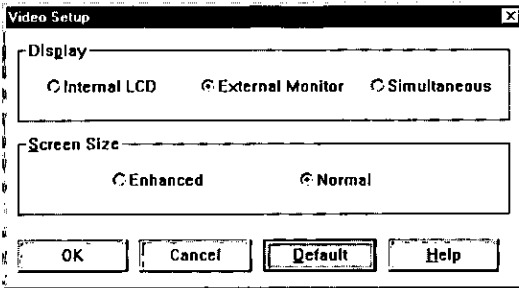 Video Setup
Display
Internal LCD External Monitor Simultaneous
Screen Size
Enhanced Normal
OK Cancel Default Help